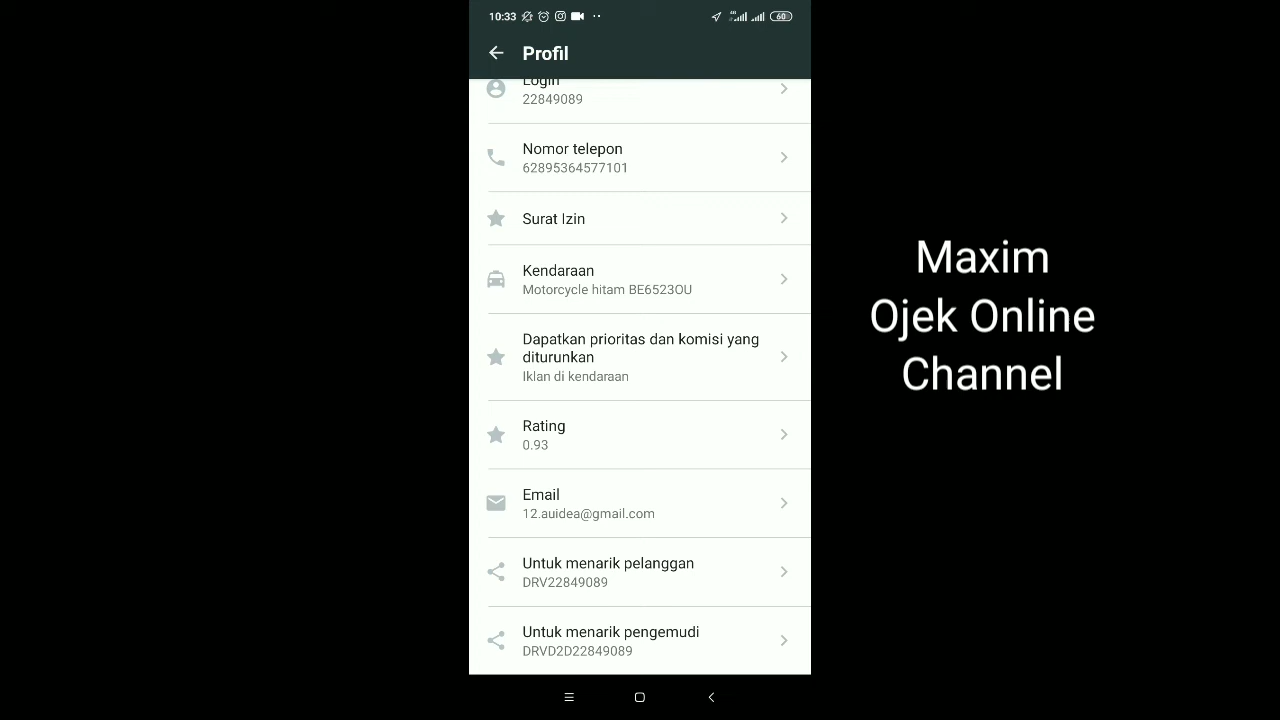 10:33
60
Profil
Login
22849089
Nomor telepon
62895364577101
Surat Izin
Kendaraan
Motorcycle hitam BE6523OU
Dapatkan prioritas dan komisi yang
diturunkan
Iklan di kendaraan
Rating
0.93
Email
12.auidea@gmail.com
Untuk menarik pelanggan
DRV22849089
Untuk menarik pengemudi
DRVD2D22849089
Maxim
Ojek Online
Channel